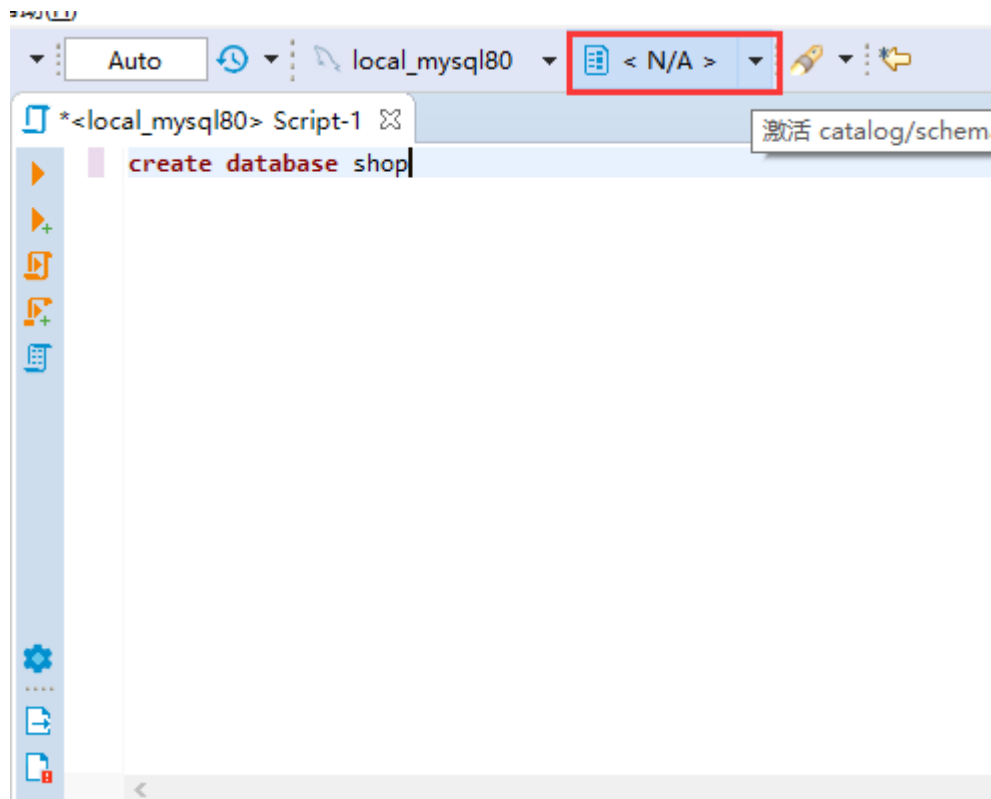 Auto local_mysql80 < N/A >
*<local_mysql80> Script-1
激活 catalog/schema
create database shop